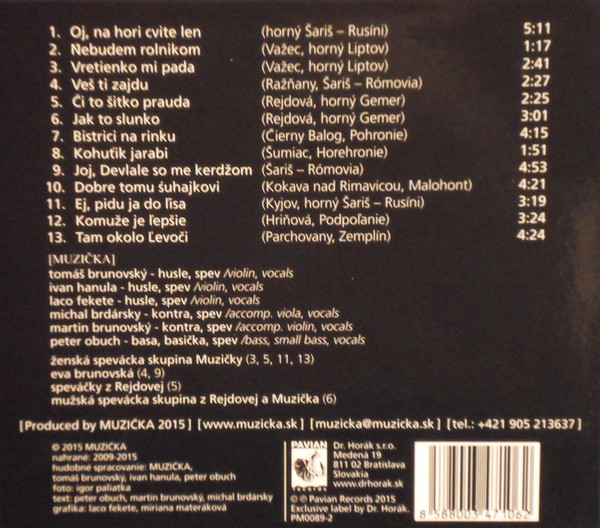 1. Oj, na hori cvite len (horný Šariš – Rusíni) 5:11
2. Nebudem rolnikom (Važec, horný Liptov) 1:17
3. Vretienko mi pada (Važec, horný Liptov) 2:41
4. Veš ti zajdu (Ražňany, Šariš – Rómovia) 2:27
5. Či to šitko prauda (Rejdová, horný Gemer) 2:25
6. Jak to slunko (Rejdová, horný Gemer) 3:01
7. Bistrici na rinku (Čierny Balog, Pohronie) 4:15
8. Kohuťik jarabi (Šumiac, Horehronie) 1:51
9. Joj, Devlale so me kerdžom (Šariš – Rómovia) 4:53
10. Dobre tomu šuhajkovi (Kokava nad Rimavicou, Malohont) 4:21
11. Ej, pidu ja do ľisa (Kyjov, horný Šariš – Rusíni) 3:19
12. Komuže je ľepšie (Hriňová, Podpoľanie) 3:24
13. Tam okolo Ľevoči (Parchovany, Zemplín) 4:24
[MUZIČKA]
tomáš brunovský - husle, spev /violin, vocals
ivan hanula - husle, spev /violin, vocals
laco fekete - husle, spev /violin, vocals
michal brdársky - kontra, spev /accomp. viola, vocals
martin brunovský - kontra, spev /accomp. violin, vocals
peter obuch - basa, basička, spev /bass, small bass, vocals
ženská spevácka skupina Muzičky (3, 5, 11, 13)
eva brunovská (4, 9)
speváčky z Rejdovej (5)
mužská spevácka skupina z Rejdovej a Muzička (6)
[Produced by MUZIČKA 2015] [www.muzicka.sk] [muzicka@muzicka.sk] [tel.: +421 905 213637]
© 2015 MUZIČKA
nahrané: 2009-2015
hudobné spracovanie: MUZIČKA,
tomáš brunovský, ivan hanula, peter obuch
foto: igor paliatka
text: peter obuch, martin brunovský, michal brdánky
grafika: laco fekete, miriana materáková
PAVIAN
RECORDS
Dr. Horák s.r.o.
Medená 19
811 02 Bratislava
Slovakia
www.drhorak.sk
© ℗ Pavian Records 2015
Exclusive label by Dr. Horák.
PM0089-2
8 588003 471062